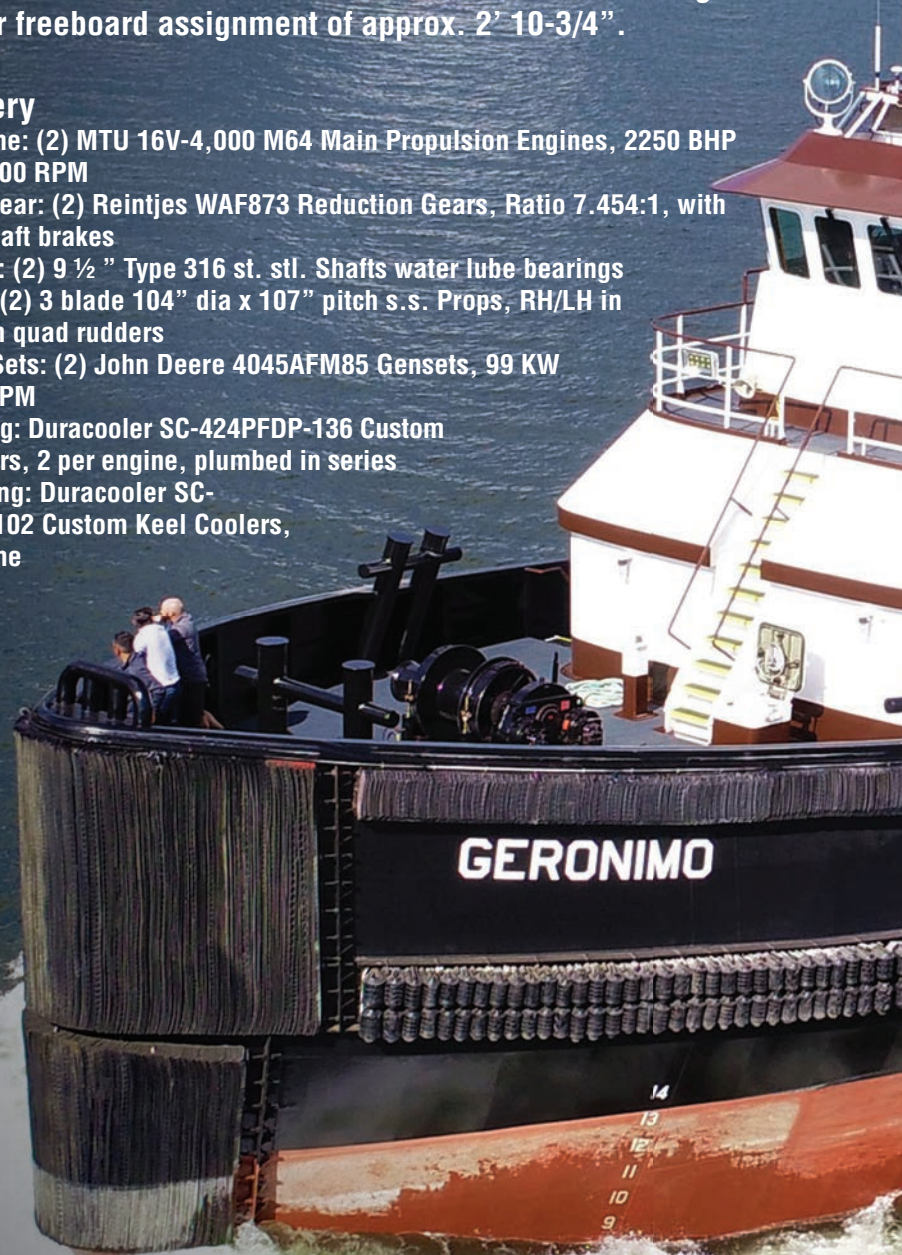 r freeboard assignment of approx. 2’ 10-3/4”.
ery
ne: (2) MTU 16V-4,000 M64 Main Propulsion Engines, 2250 BHP
00 RPM
ear: (2) Reintjes WAF873 Reduction Gears, Ratio 7.454:1, with
aft brakes
: (2) 9 ½ ” Type 316 st. stl. Shafts water lube bearings
(2) 3 blade 104” dia x 107” pitch s.s. Props, RH/LH in
n quad rudders
Sets: (2) John Deere 4045AFM85 Gensets, 99 KW
PM
g: Duracooler SC-424PFDP-136 Custom
rs, 2 per engine, plumbed in series
ng: Duracooler SC-
102 Custom Keel Coolers,
ne
GERONIMO
14
13
12
11
10
9